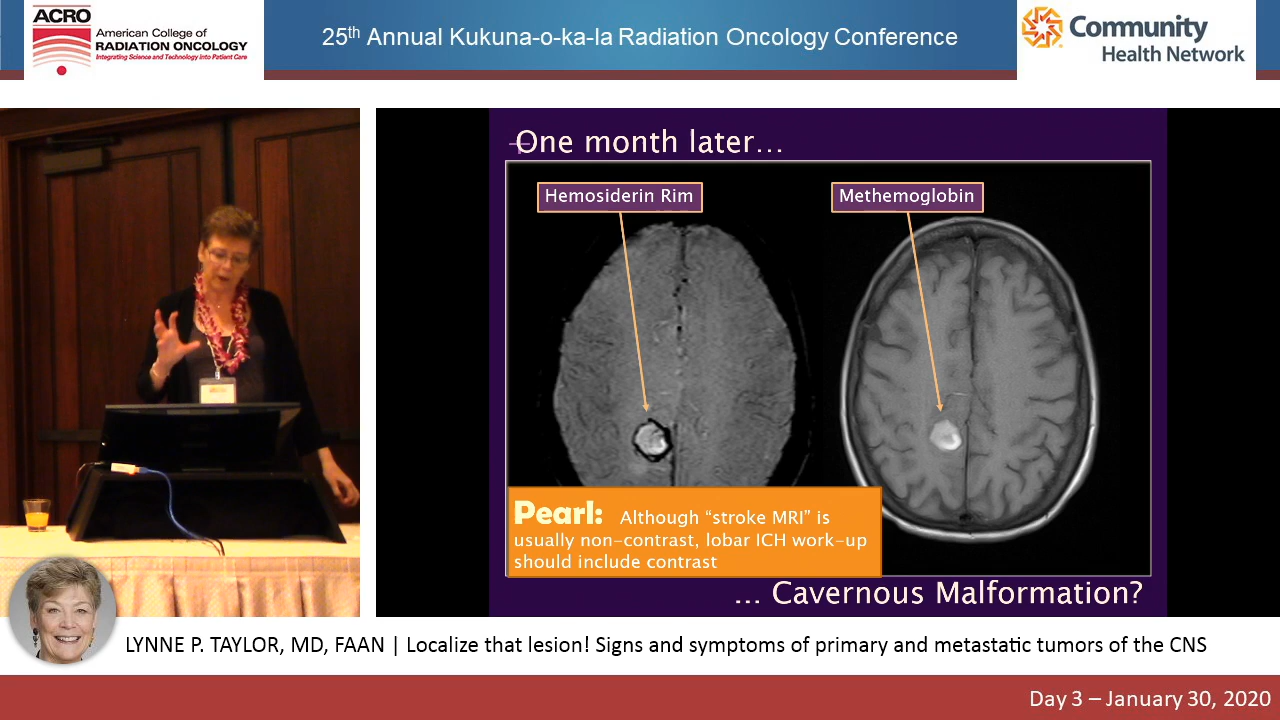 ACRO
American College of
RADIATION ONCOLOGY
Integrating Science and Technology Into Patient Care
25th Annual Kukuna-o-ka-la Radiation Oncology Conference
Community
Health Network
One month later...
Hemosiderin Rim
Methemoglobin
Pearl: Although “stroke MRI” is
usually non-contrast, lobar ICH work-up
should include contrast
... Cavernous Malformation?
LYNNE P. TAYLOR, MD, FAAN | Localize that lesion! Signs and symptoms of primary and metastatic tumors of the CNS
Day 3 – January 30, 2020